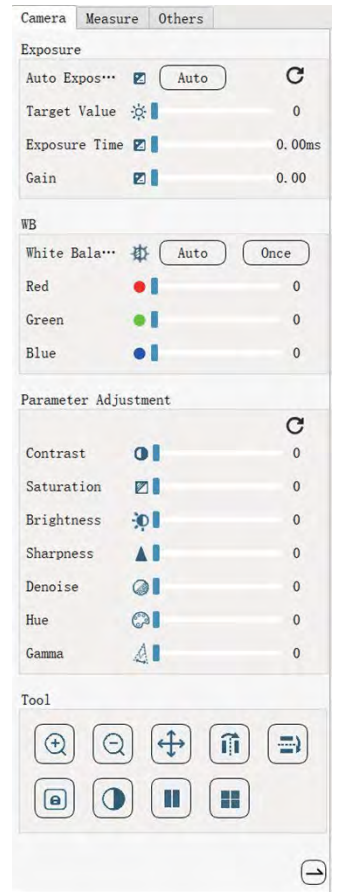 Camera Measure Others
Exposure
Auto Expos··· Auto
Target Value 0
Exposure Time 0.00ms
Gain 0.00
WB
White Bala··· Auto Once
Red 0
Green 0
Blue 0
Parameter Adjustment
Contrast 0
Saturation 0
Brightness 0
Sharpness 0
Denoise 0
Hue 0
Gamma 0
Tool